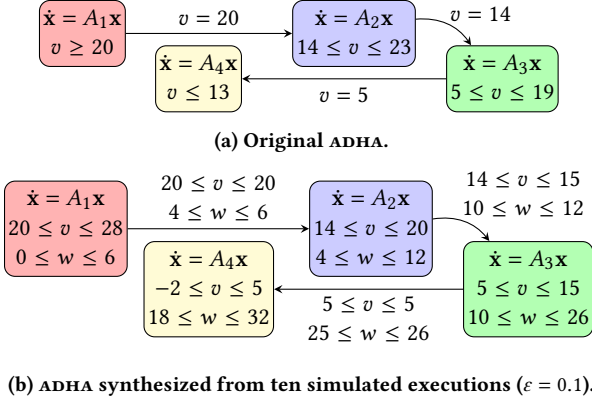 ẋ = A₁x
v ≥ 20
v = 20
ẋ = A₂x
14 ≤ v ≤ 23
v = 14
ẋ = A₃x
5 ≤ v ≤ 19
v = 5
ẋ = A₄x
v ≤ 13
(a) Original ADHA.
ẋ = A₁x
20 ≤ v ≤ 28
0 ≤ w ≤ 6
20 ≤ v ≤ 20
4 ≤ w ≤ 6
ẋ = A₂x
14 ≤ v ≤ 20
4 ≤ w ≤ 12
14 ≤ v ≤ 15
10 ≤ w ≤ 12
ẋ = A₃x
5 ≤ v ≤ 15
10 ≤ w ≤ 26
5 ≤ v ≤ 5
25 ≤ w ≤ 26
ẋ = A₄x
−2 ≤ v ≤ 5
18 ≤ w ≤ 32
(b) ADHA synthesized from ten simulated executions (ε = 0.1).